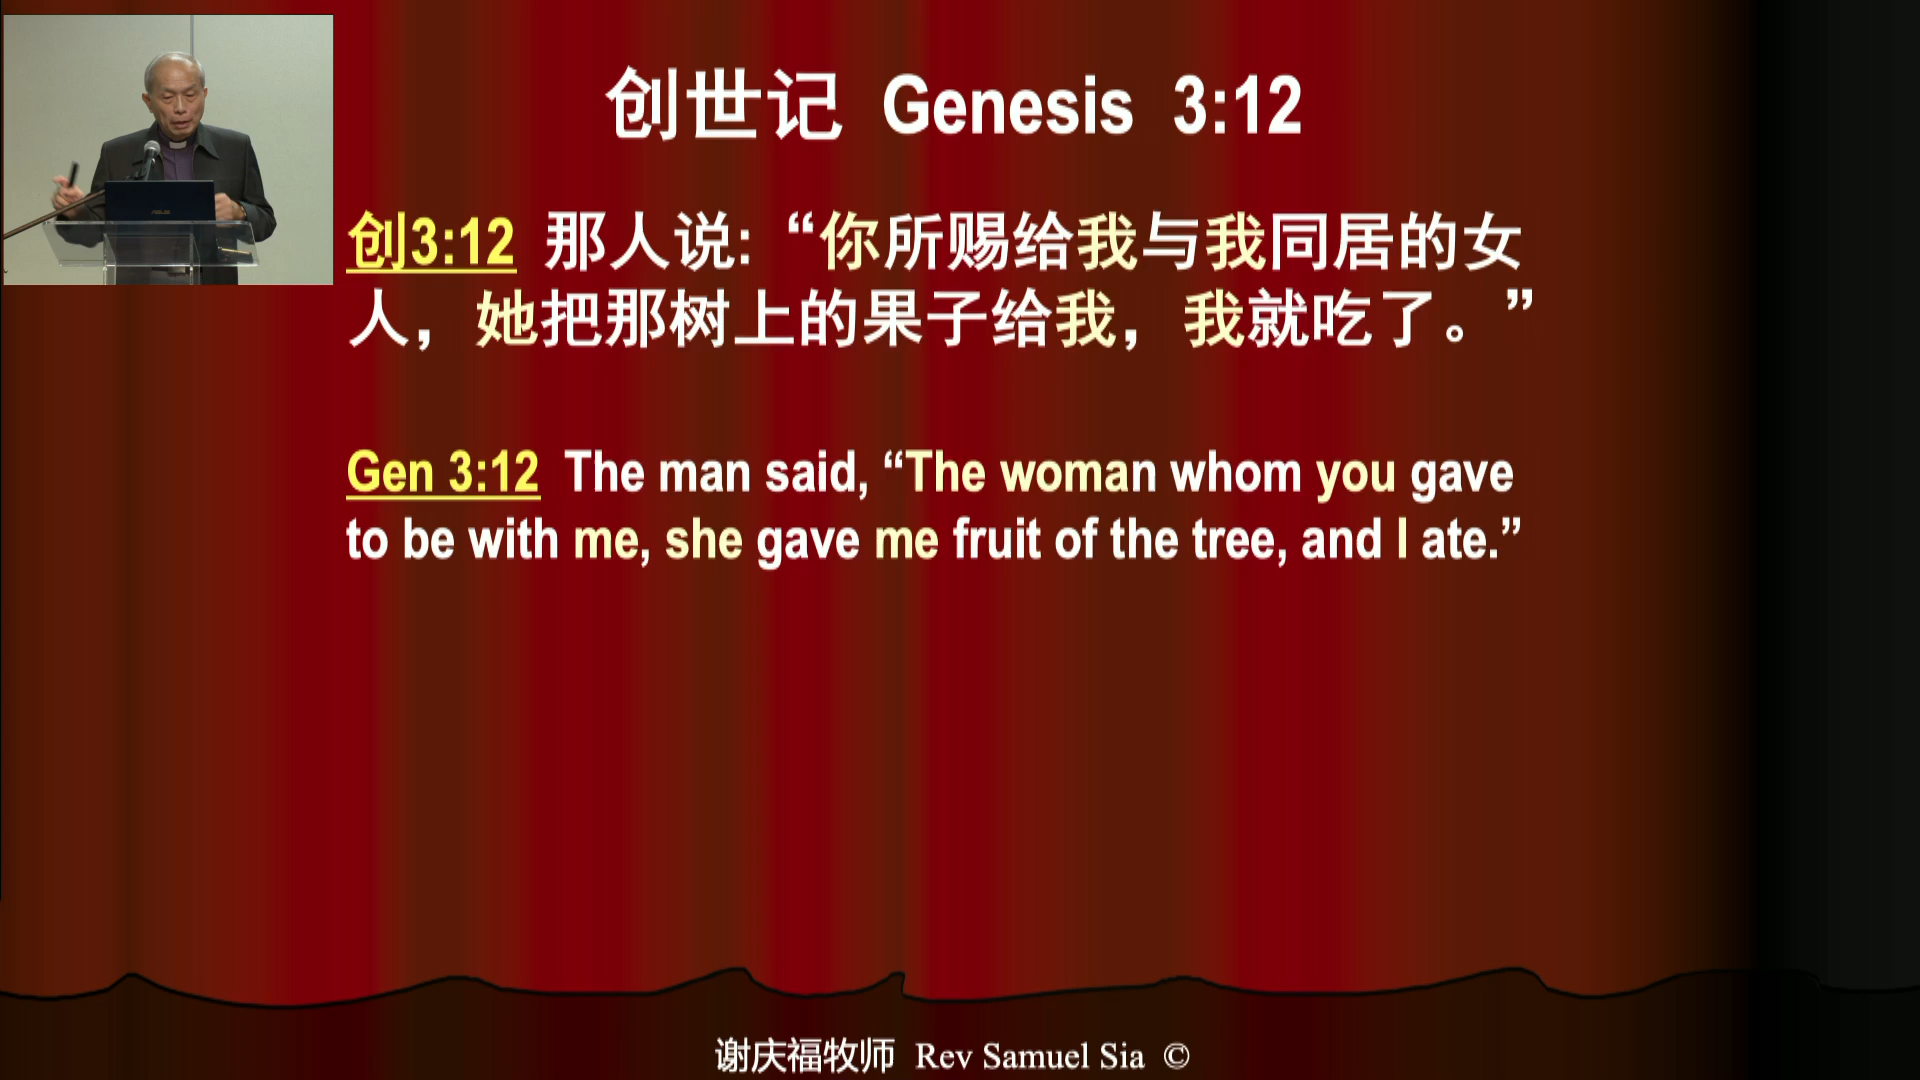 创世记 Genesis 3:12
创3:12 那人说: “你所赐给我与我同居的女
人，她把那树上的果子给我，我就吃了。”
Gen 3:12 The man said, “The woman whom you gave
to be with me, she gave me fruit of the tree, and I ate.”
谢庆福牧师 Rev Samuel Sia ©